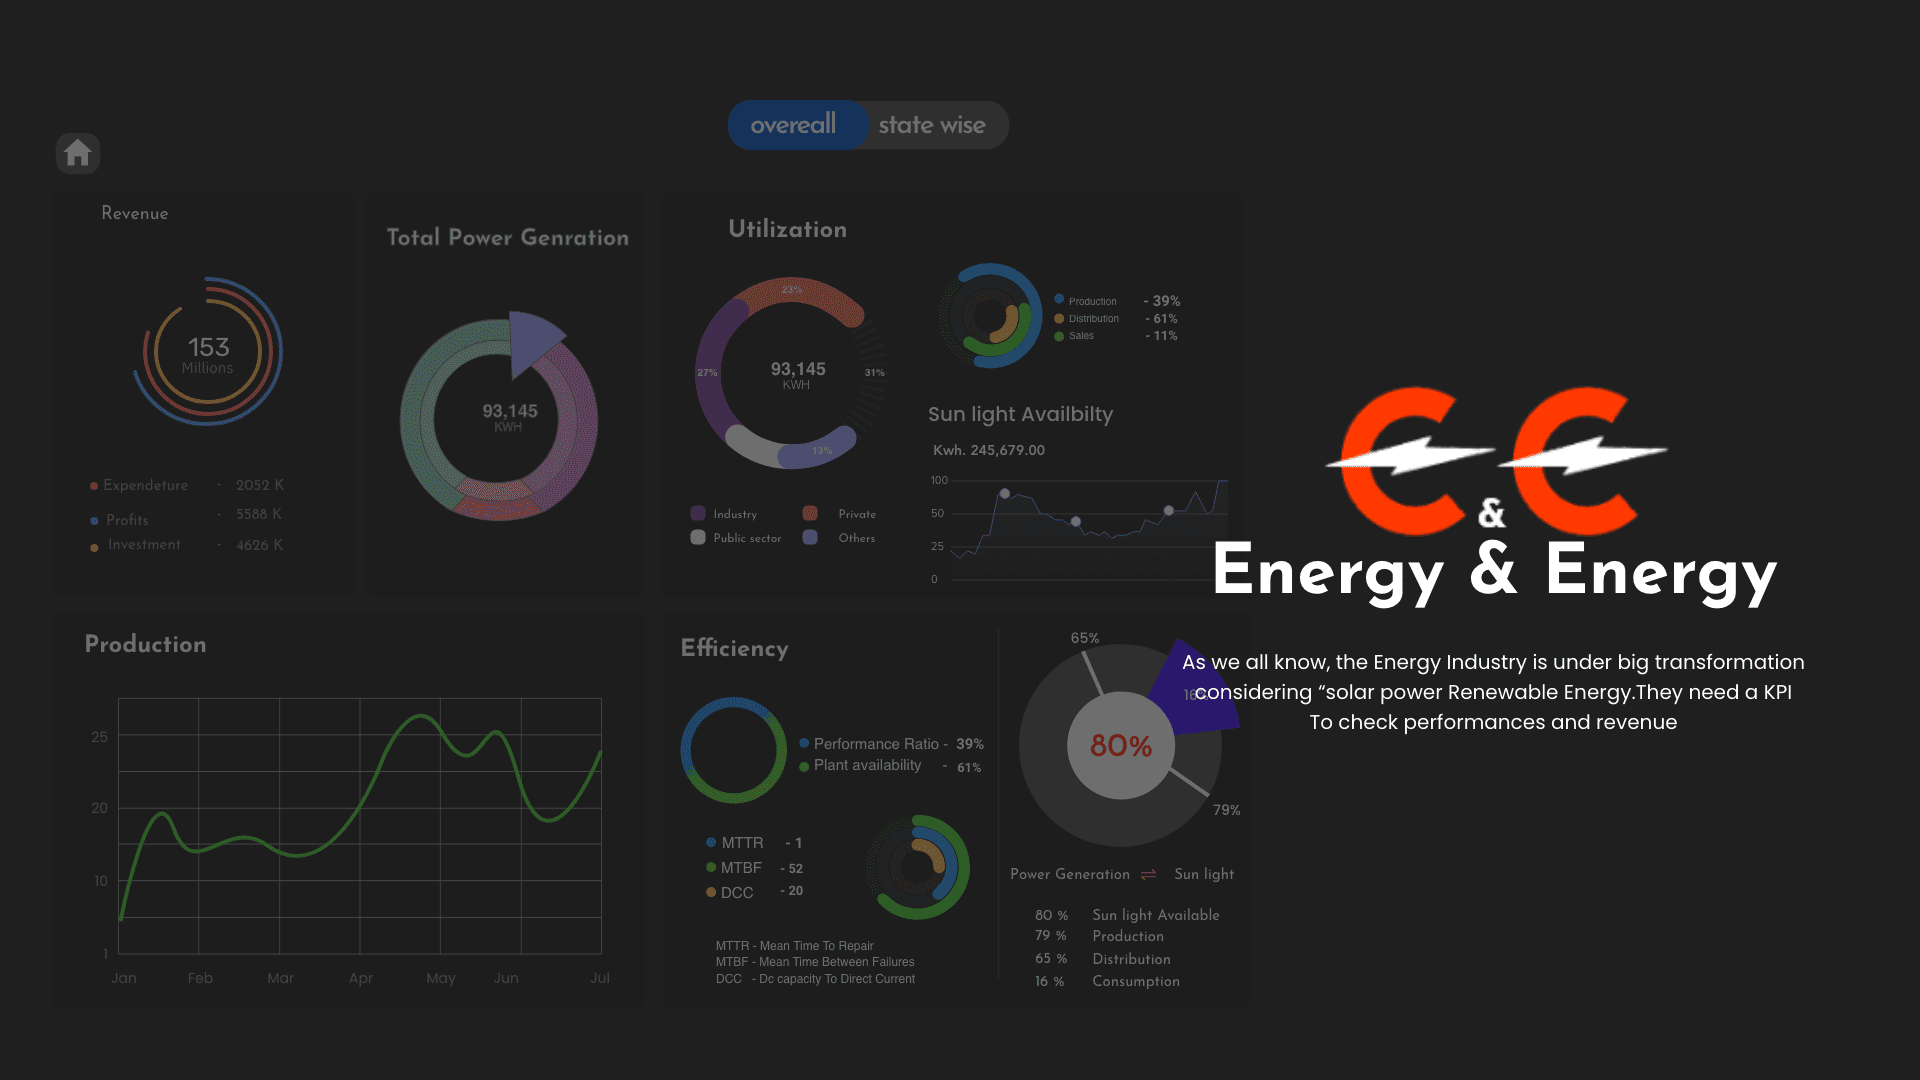 overeall
state wise
Revenue
153
Millions
Expendeture - 2052 K
Profits - 5588 K
Investment - 4626 K
Total Power Genration
93,145
KWH
Utilization
23%
27%
93,145
KWH
31%
13%
Industry
Private
Public sector
Others
Production - 39%
Distribution - 61%
Sales - 11%
Sun light Availbilty
Kwh. 245,679.00
100
50
25
0
Production
25
20
10
1
Jan Feb Mar Apr May Jun Jul
Efficiency
Performance Ratio - 39%
Plant availability - 61%
MTTR - 1
MTBF - 52
DCC - 20
MTTR - Mean Time To Repair
MTBF - Mean Time Between Failures
DCC - Dc capacity To Direct Current
65%
16%
80%
79%
Power Generation ⇌ Sun light
80 % Sun light Available
79 % Production
65 % Distribution
16 % Consumption
&
Energy & Energy
As we all know, the Energy Industry is under big transformation
considering “solar power Renewable Energy.They need a KPI
To check performances and revenue